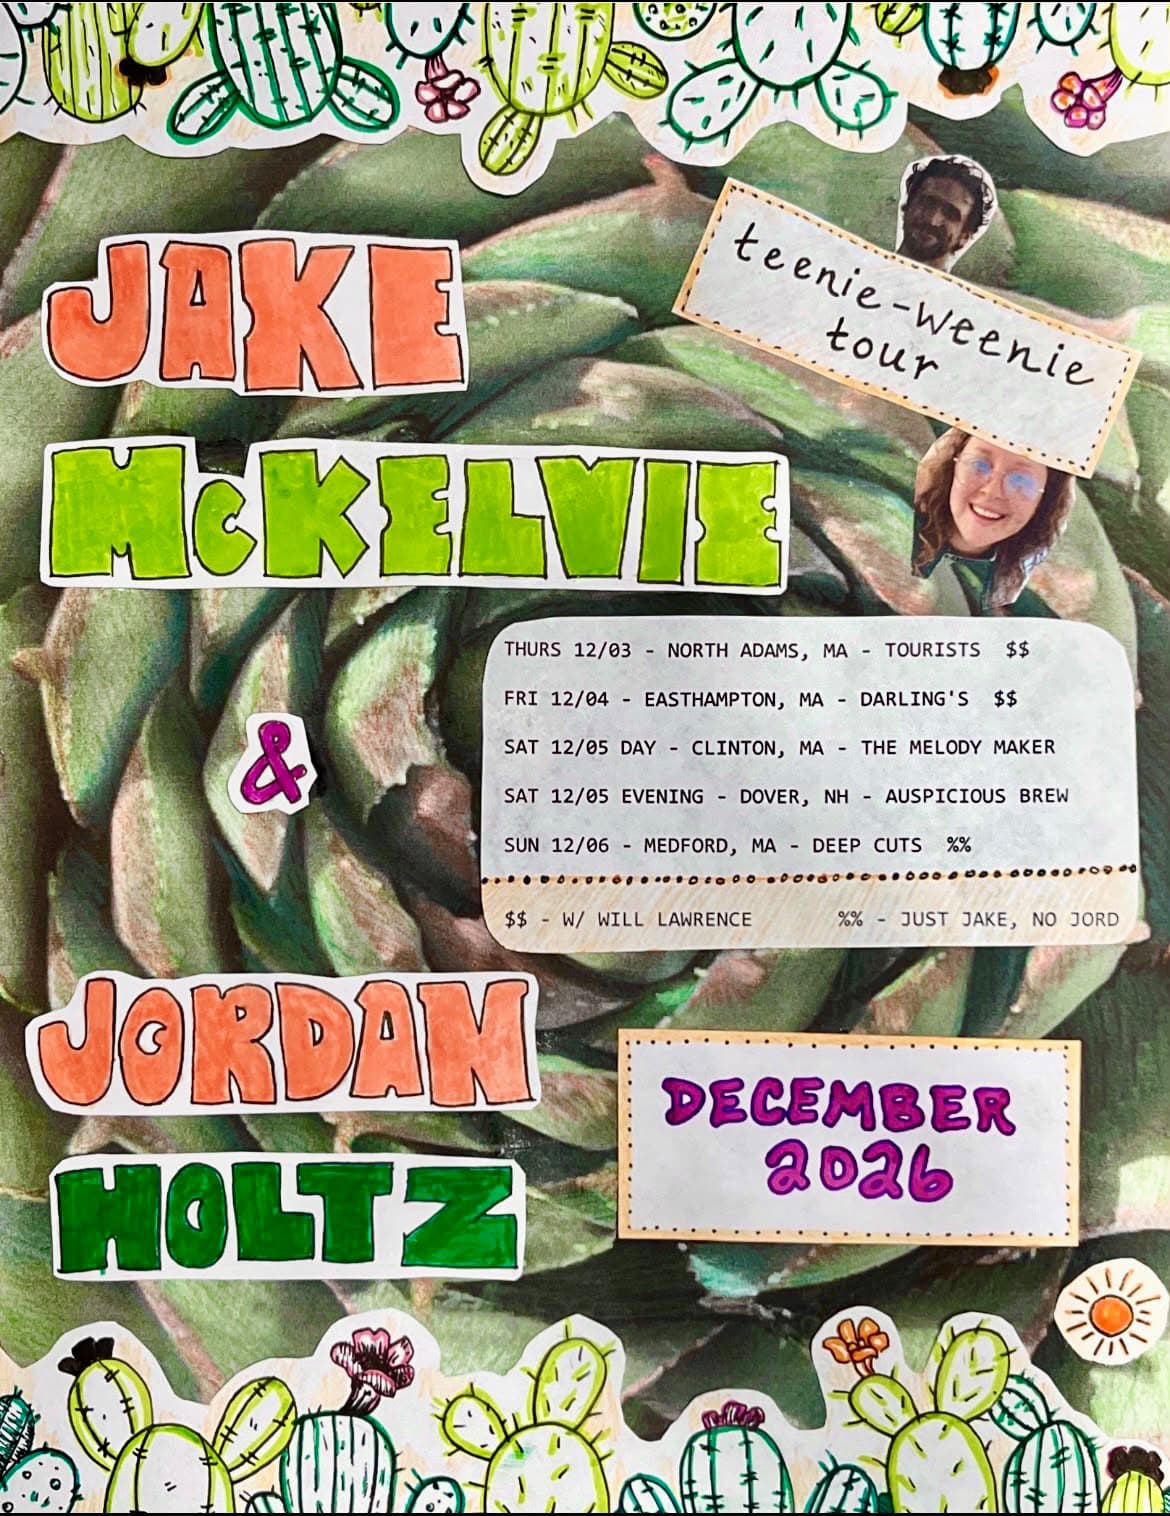 JAKE
McKELVIE
&
JORDAN
HOLTZ
teenie-weenie
tour
THURS 12/03 - NORTH ADAMS, MA - TOURISTS $$
FRI 12/04 - EASTHAMPTON, MA - DARLING'S $$
SAT 12/05 DAY - CLINTON, MA - THE MELODY MAKER
SAT 12/05 EVENING - DOVER, NH - AUSPICIOUS BREW
SUN 12/06 - MEDFORD, MA - DEEP CUTS %%
$$ - W/ WILL LAWRENCE %% - JUST JAKE, NO JORD
DECEMBER
2026